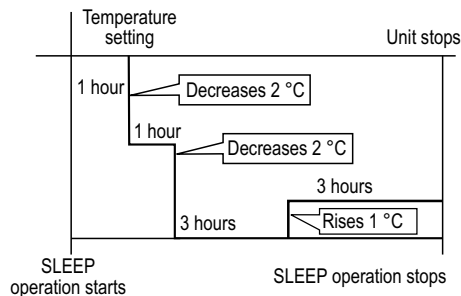 Temperature
setting
Unit stops
1 hour
Decreases 2 °C
1 hour
Decreases 2 °C
3 hours
3 hours
Rises 1 °C
SLEEP
operation starts
SLEEP operation stops